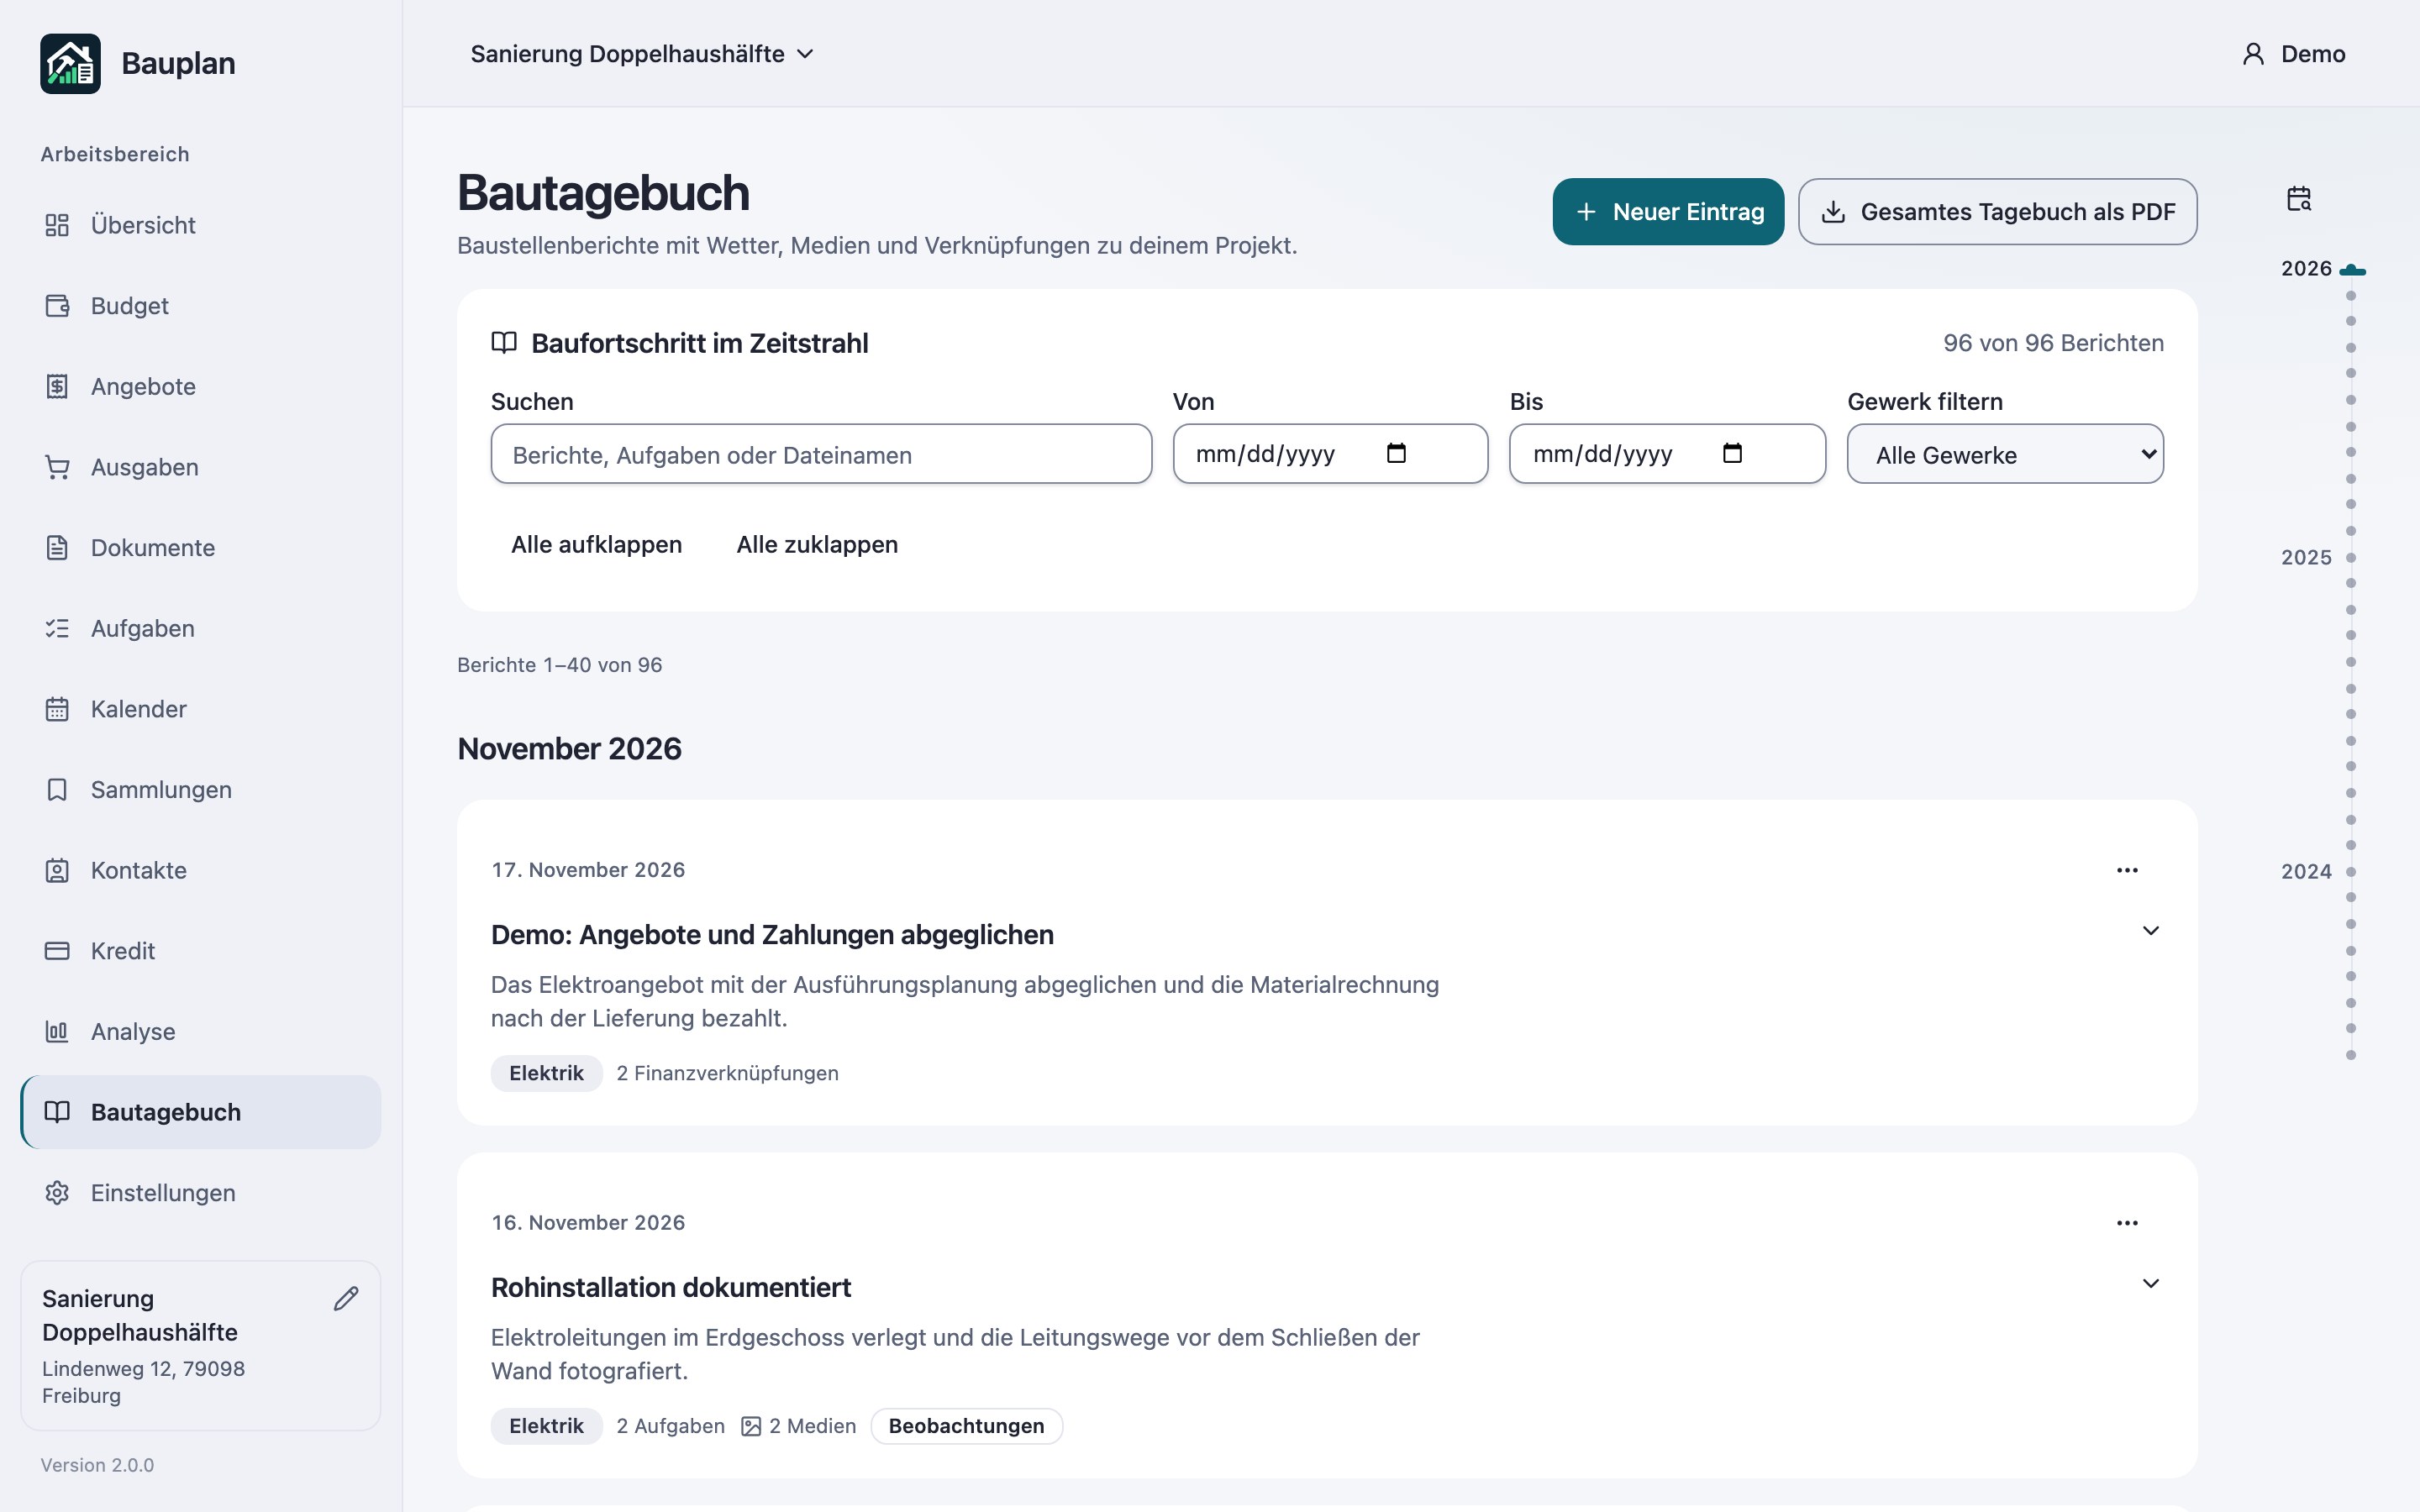 Bauplan
Arbeitsbereich
Übersicht
Budget
Angebote
Ausgaben
Dokumente
Aufgaben
Kalender
Sammlungen
Kontakte
Kredit
Analyse
Bautagebuch
Einstellungen
Sanierung
Doppelhaushälfte
Lindenweg 12, 79098
Freiburg
Version 2.0.0
Sanierung Doppelhaushälfte
Demo
Bautagebuch
Baustellenberichte mit Wetter, Medien und Verknüpfungen zu deinem Projekt.
Neuer Eintrag
Gesamtes Tagebuch als PDF
Baufortschritt im Zeitstrahl
96 von 96 Berichten
Suchen
Von
Bis
Gewerk filtern
Berichte, Aufgaben oder Dateinamen
mm/dd/yyyy
mm/dd/yyyy
Alle Gewerke
Alle aufklappen
Alle zuklappen
Berichte 1–40 von 96
November 2026
17. November 2026
Demo: Angebote und Zahlungen abgeglichen
Das Elektroangebot mit der Ausführungsplanung abgeglichen und die Materialrechnung
nach der Lieferung bezahlt.
Elektrik 2 Finanzverknüpfungen
16. November 2026
Rohinstallation dokumentiert
Elektroleitungen im Erdgeschoss verlegt und die Leitungswege vor dem Schließen der
Wand fotografiert.
Elektrik 2 Aufgaben 2 Medien Beobachtungen
2026
2025
2024